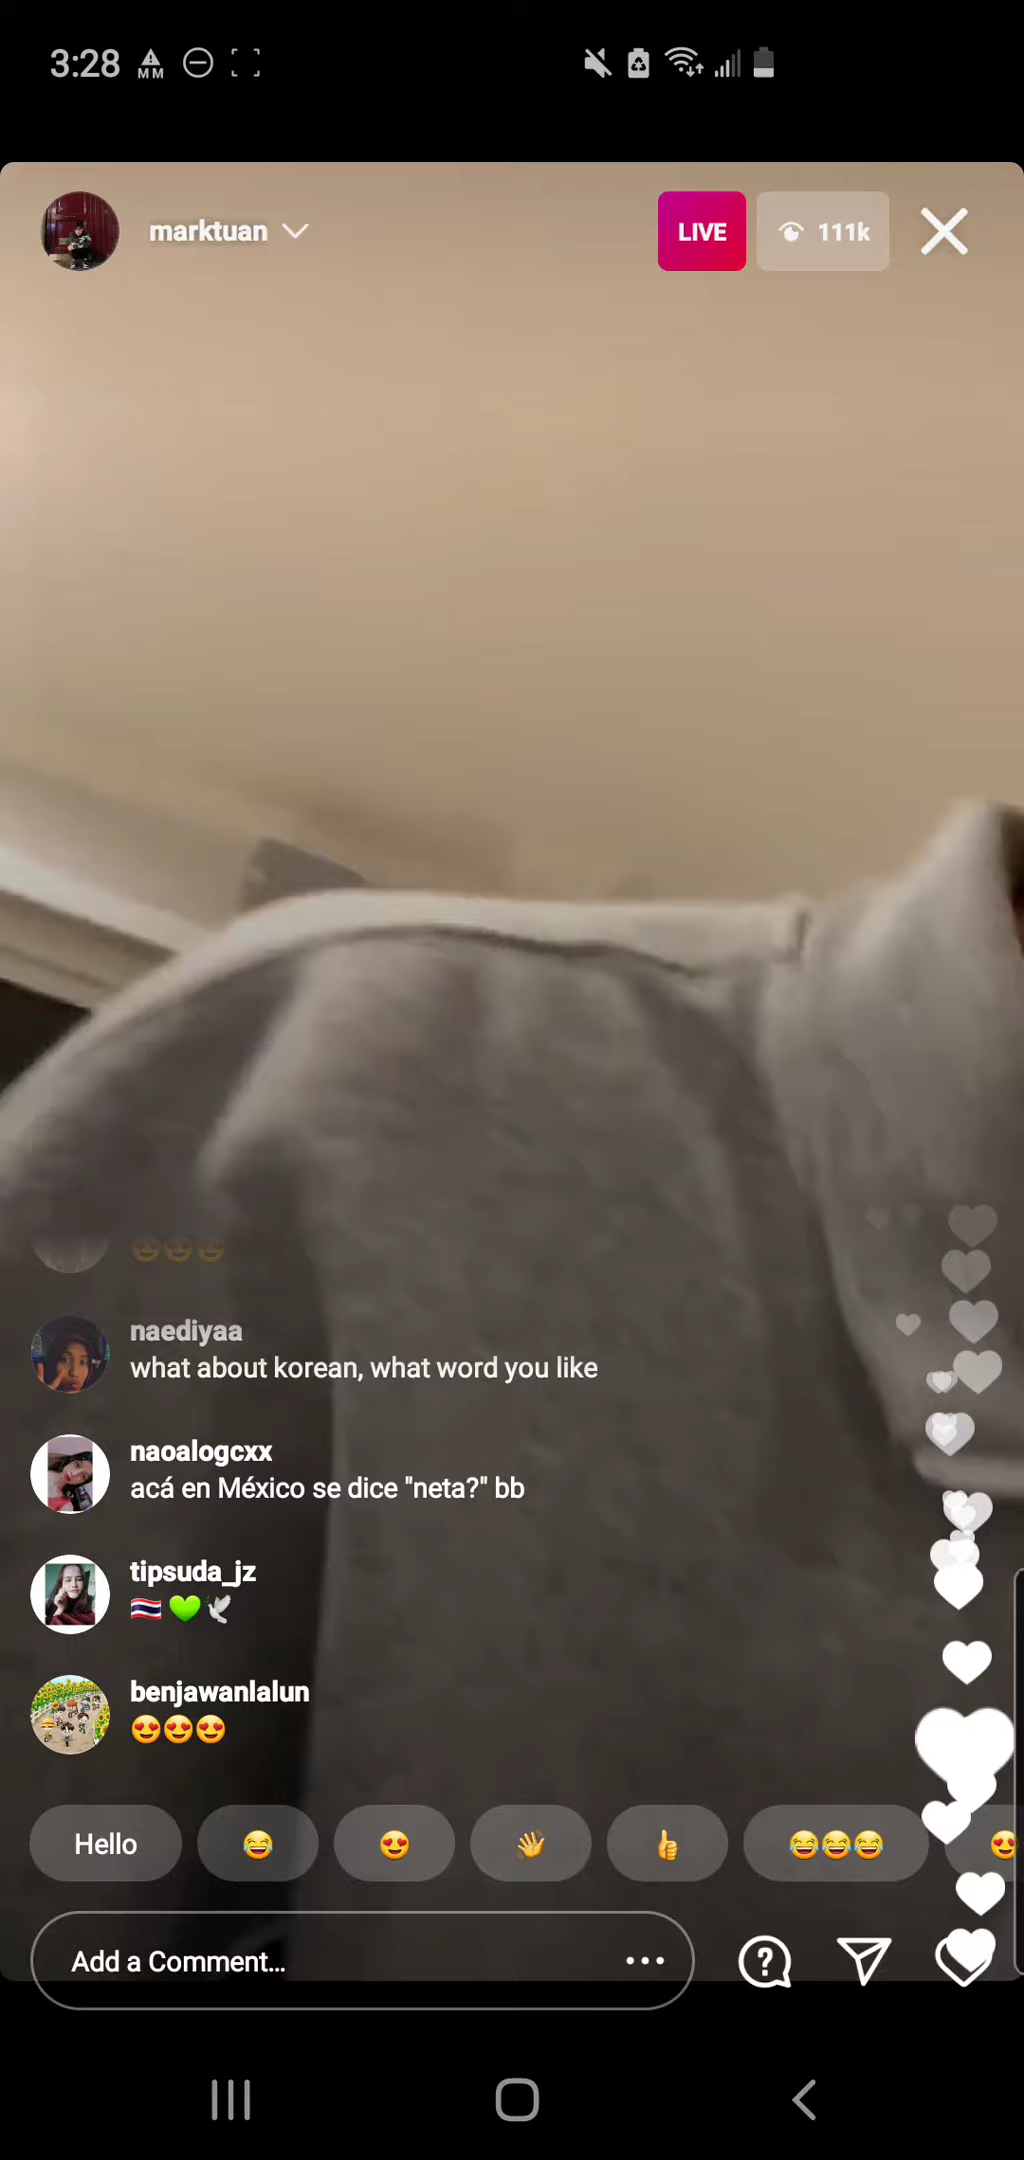 3:28
MM
marktuan
LIVE
111k
😍😍😍
naediyaa
what about korean, what word you like
naoalogcxx
acá en México se dice "neta?" bb
tipsuda_jz
🇹🇭💚🕊️
benjawanlalun
😍😍😍
Hello 😂 😍 👋 👍 😂😂😂 😍
Add a Comment...